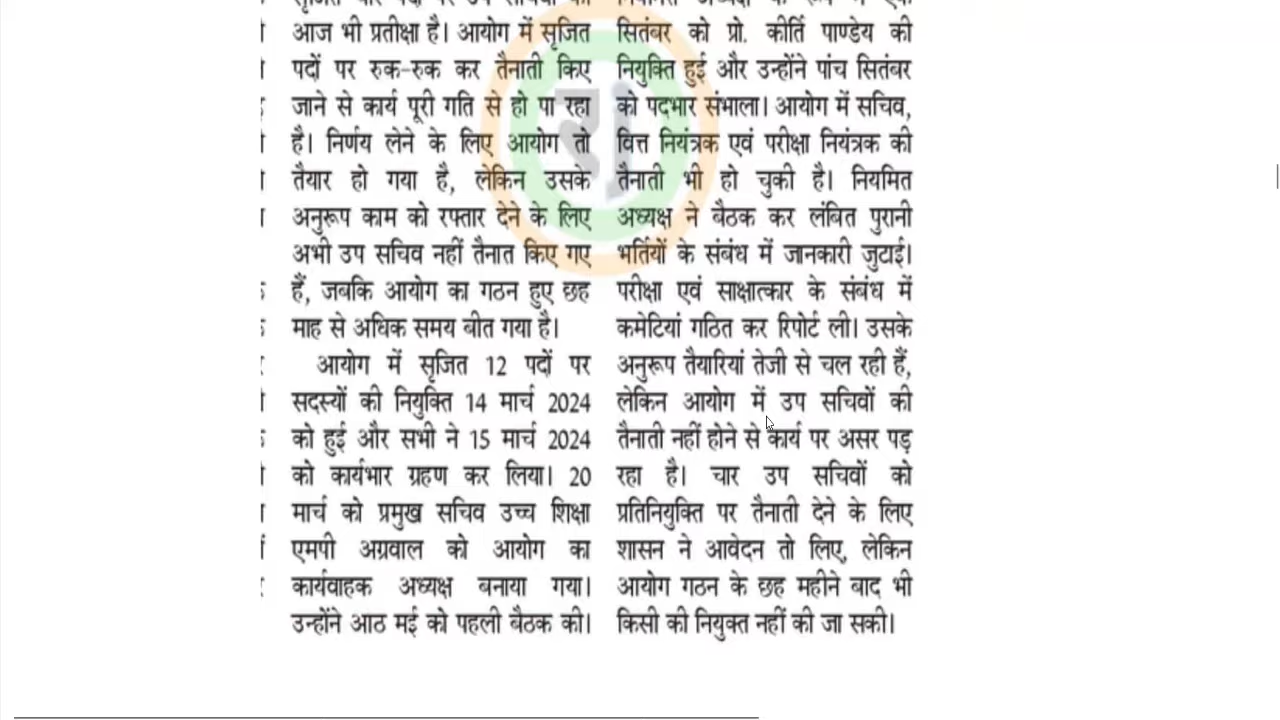 आज भी प्रतीक्षा है। आयोग में सृजित
पदों पर रुक-रुक कर तैनाती किए
जाने से कार्य पूरी गति से हो पा रहा
है। निर्णय लेने के लिए आयोग तो
तैयार हो गया है, लेकिन उसके
अनुरूप काम को रफ्तार देने के लिए
अभी उप सचिव नहीं तैनात किए गए
हैं, जबकि आयोग का गठन हुए छह
माह से अधिक समय बीत गया है।
आयोग में सृजित 12 पदों पर
सदस्यों की नियुक्ति 14 मार्च 2024
को हुई और सभी ने 15 मार्च 2024
को कार्यभार ग्रहण कर लिया। 20
मार्च को प्रमुख सचिव उच्च शिक्षा
एमपी अग्रवाल को आयोग का
कार्यवाहक अध्यक्ष बनाया गया।
उन्होंने आठ मई को पहली बैठक की।
सितंबर को प्रो. कीर्ति पाण्डेय की
नियुक्ति हुई और उन्होंने पांच सितंबर
को पदभार संभाला। आयोग में सचिव,
वित्त नियंत्रक एवं परीक्षा नियंत्रक की
तैनाती भी हो चुकी है। नियमित
अध्यक्ष ने बैठक कर लंबित पुरानी
भर्तियों के संबंध में जानकारी जुटाई।
परीक्षा एवं साक्षात्कार के संबंध में
कमेटियां गठित कर रिपोर्ट ली। उसके
अनुरूप तैयारियां तेजी से चल रही हैं,
लेकिन आयोग में उप सचिवों की
तैनाती नहीं होने से कार्य पर असर पड़
रहा है। चार उप सचिवों को
प्रतिनियुक्ति पर तैनाती देने के लिए
शासन ने आवेदन तो लिए, लेकिन
आयोग गठन के छह महीने बाद भी
किसी की नियुक्त नहीं की जा सकी।